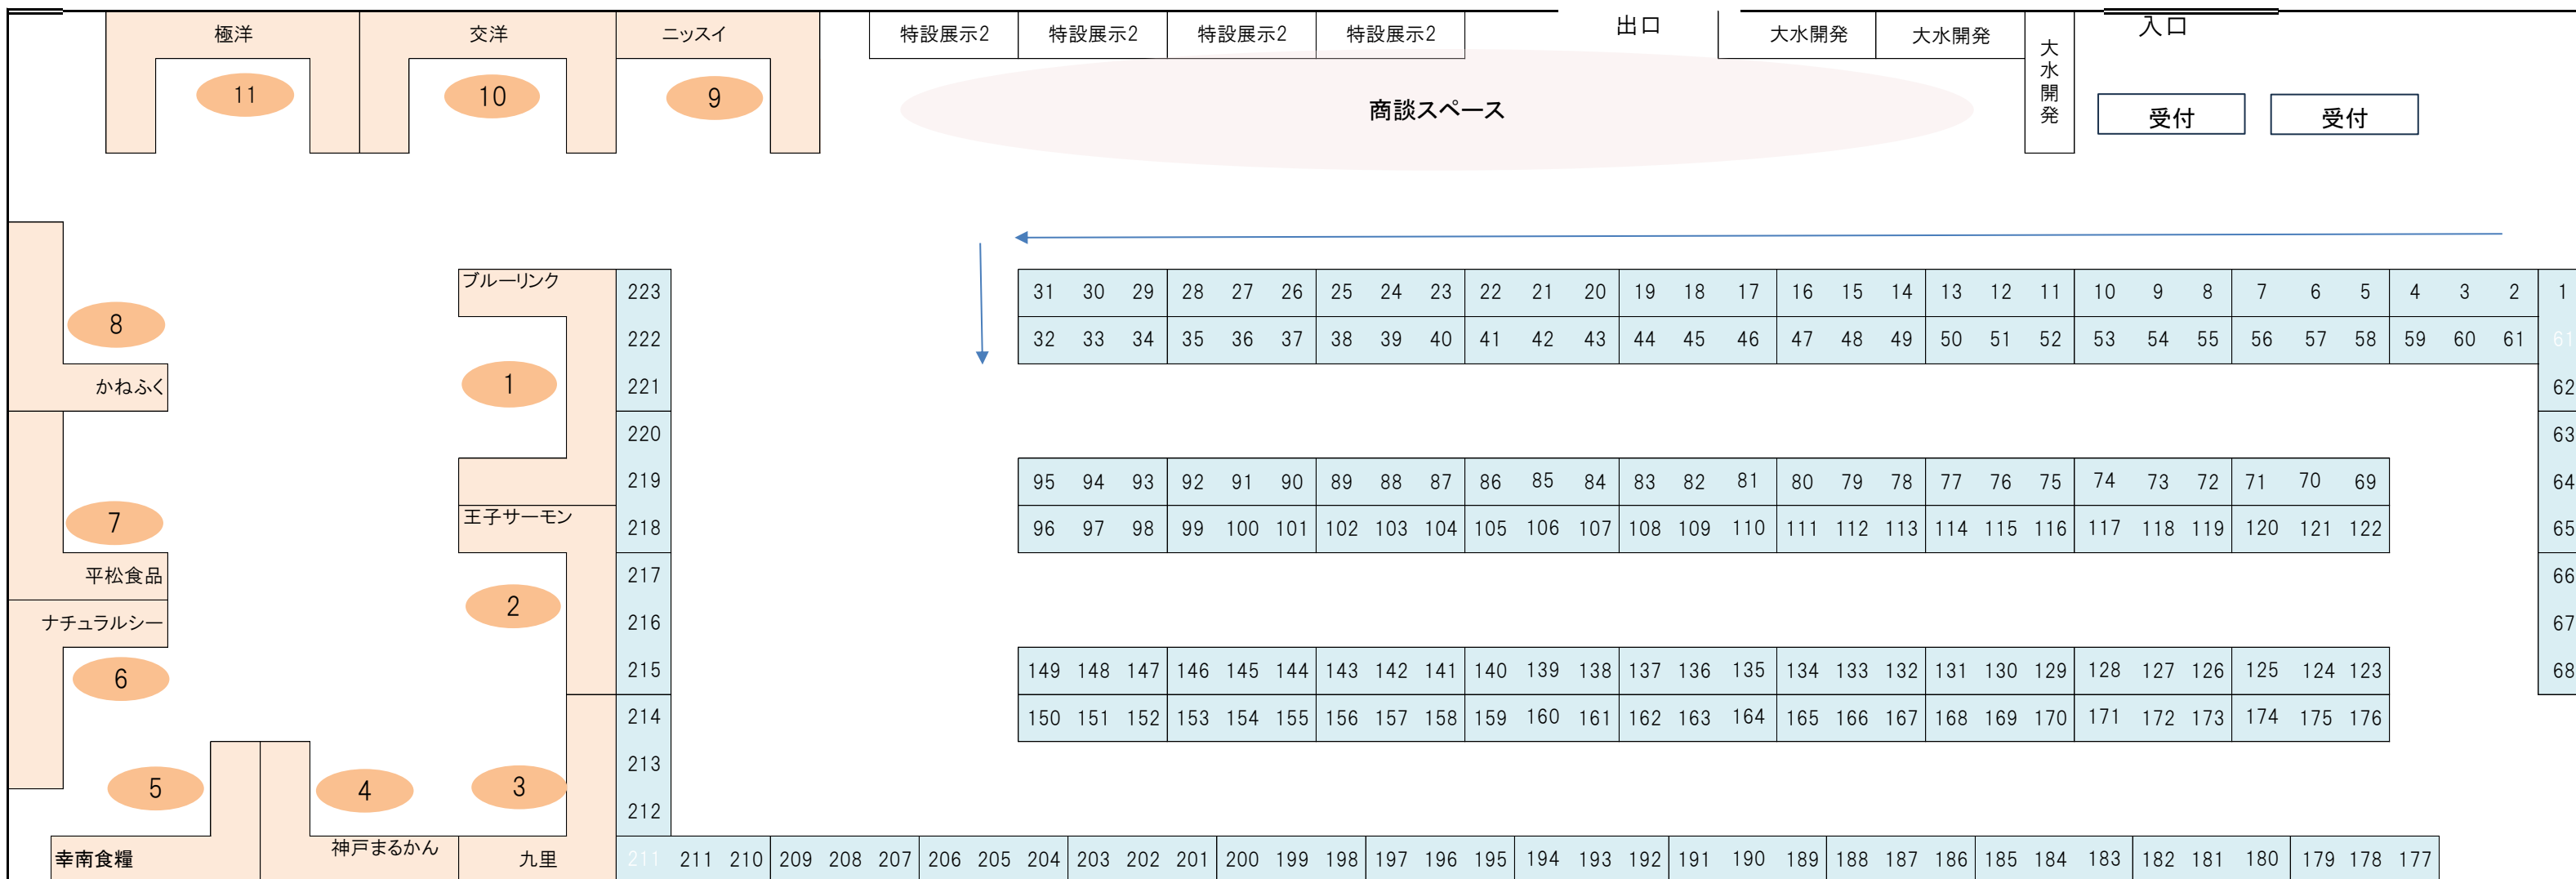 極洋 交洋 ニッスイ 特設展示2 特設展示2 特設展示2 特設展示2 出口 大水開発 大水開発 大水開発 入口
11 10 9 商談スペース 受付 受付
ブルーリンク 223 31 30 29 28 27 26 25 24 23 22 21 20 19 18 17 16 15 14 13 12 11 10 9 8 7 6 5 4 3 2 1
8 222 32 33 34 35 36 37 38 39 40 41 42 43 44 45 46 47 48 49 50 51 52 53 54 55 56 57 58 59 60 61 61
かねふく 1 221 62
220 63
219 95 94 93 92 91 90 89 88 87 86 85 84 83 82 81 80 79 78 77 76 75 74 73 72 71 70 69 64
7 王子サーモン 218 96 97 98 99 100 101 102 103 104 105 106 107 108 109 110 111 112 113 114 115 116 117 118 119 120 121 122 65
平松食品 217 66
ナチュラルシー 2 216 67
6 215 149 148 147 146 145 144 143 142 141 140 139 138 137 136 135 134 133 132 131 130 129 128 127 126 125 124 123 68
214 150 151 152 153 154 155 156 157 158 159 160 161 162 163 164 165 166 167 168 169 170 171 172 173 174 175 176
5 4 3 213
212
幸南食糧 神戸まるかん 九里 211 211 210 209 208 207 206 205 204 203 202 201 200 199 198 197 196 195 194 193 192 191 190 189 188 187 186 185 184 183 182 181 180 179 178 177